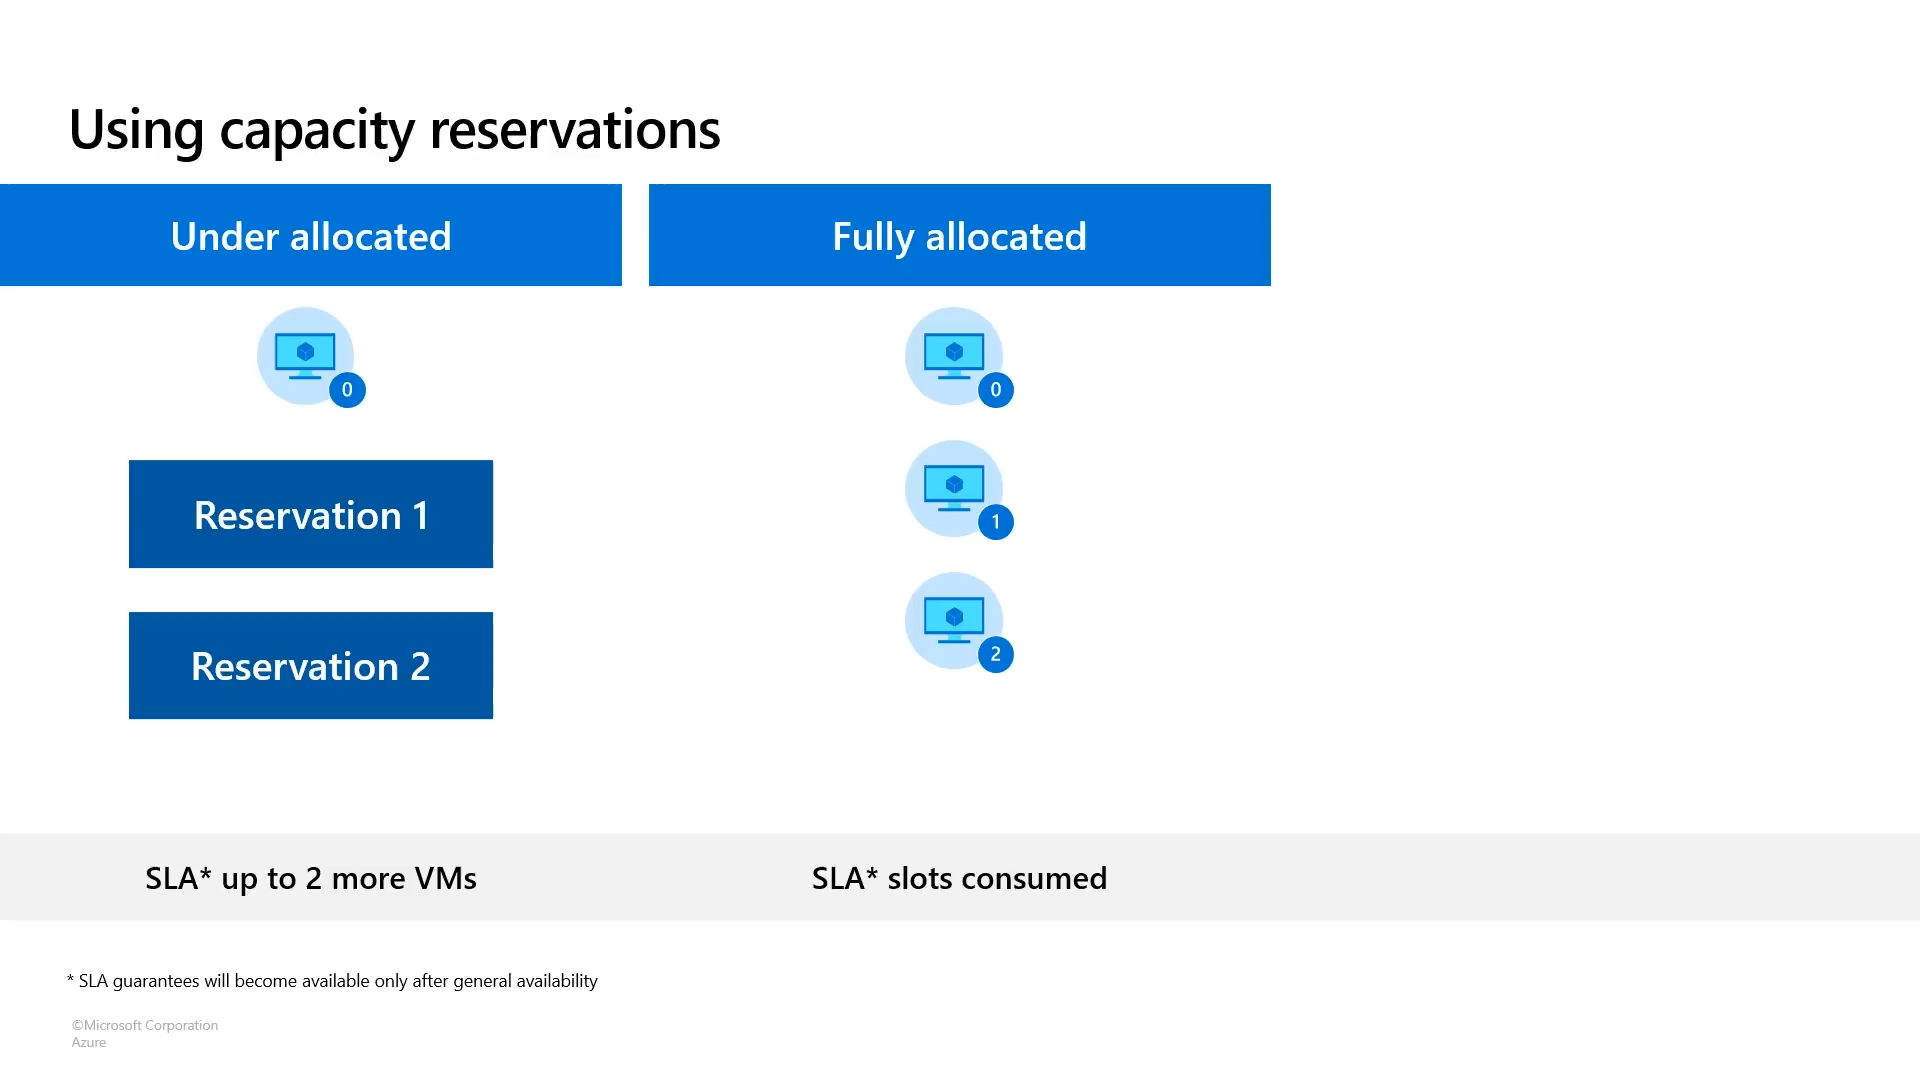 Using capacity reservations
Under allocated
Fully allocated
0
0
Reservation 1
1
Reservation 2
2
SLA* up to 2 more VMs
SLA* slots consumed
* SLA guarantees will become available only after general availability
©Microsoft Corporation
Azure